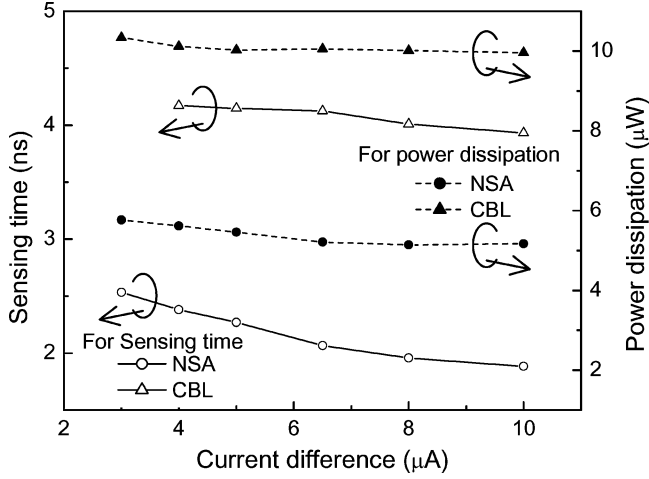 5
4
3
2
Sensing time (ns)
10
8
6
4
2
Power dissipation (μW)
For power dissipation
NSA
CBL
For Sensing time
NSA
CBL
2 4 6 8 10
Current difference (μA)